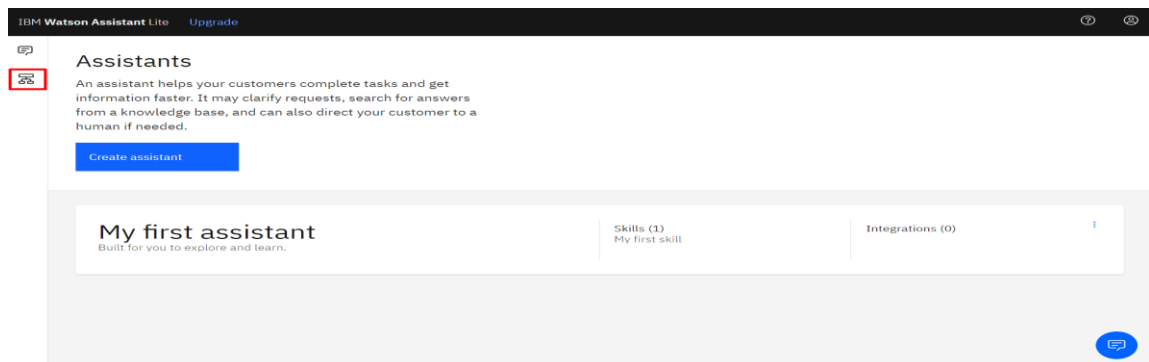 IBM Watson Assistant Lite Upgrade
Assistants
An assistant helps your customers complete tasks and get
information faster. It may clarify requests, search for answers
from a knowledge base, and can also direct your customer to a
human if needed.
Create assistant
My first assistant
Built for you to explore and learn.
Skills (1)
My first skill
Integrations (0)